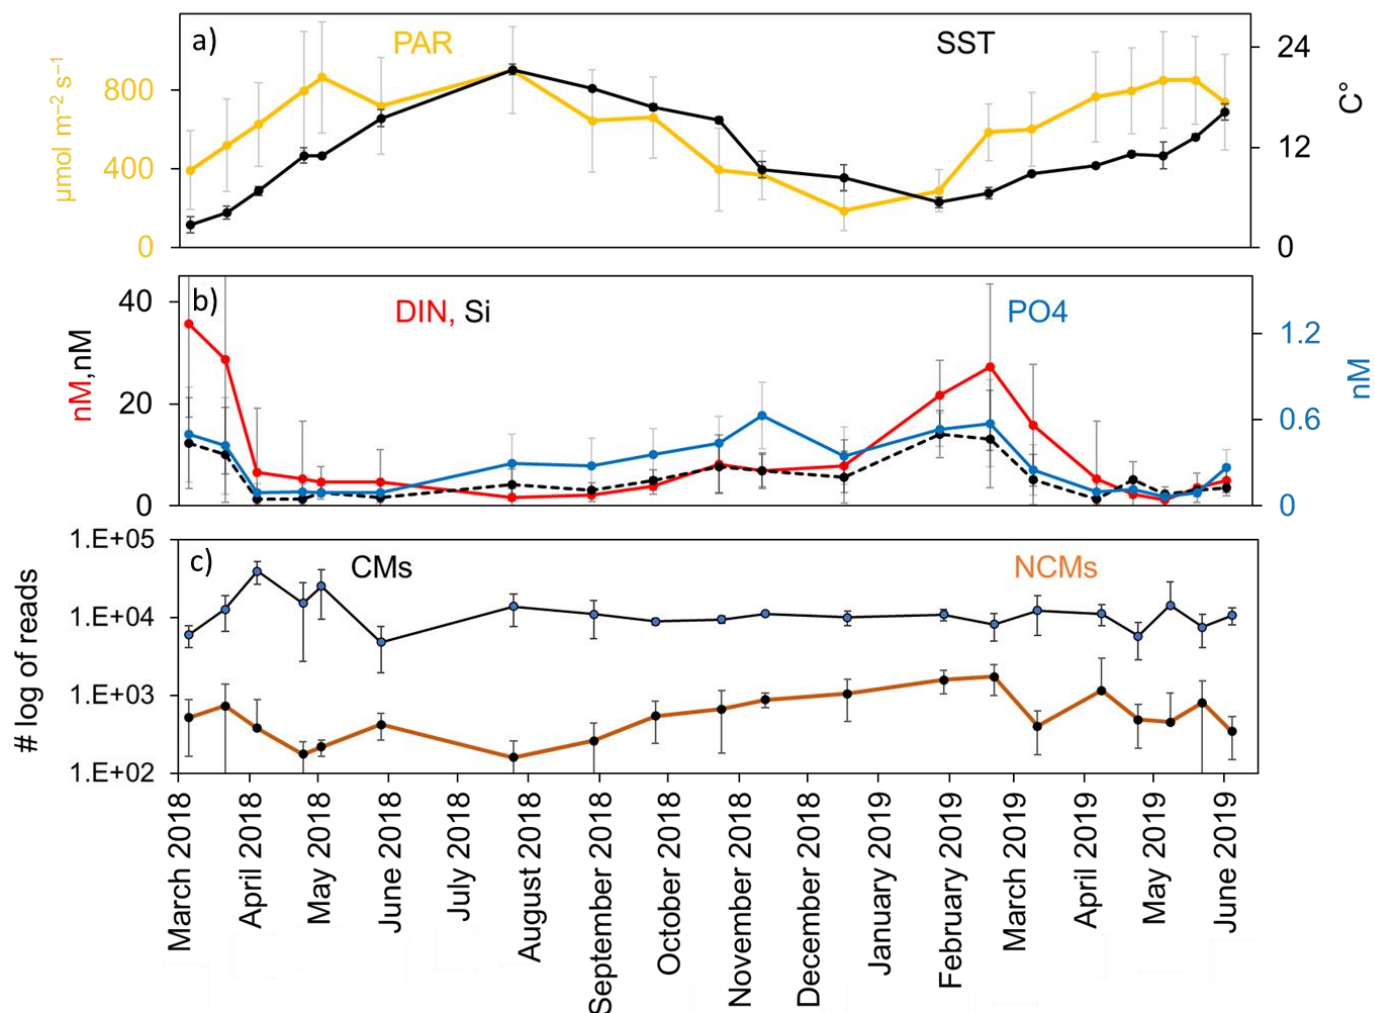 a)
PAR
SST
µmol m⁻² s⁻¹
800
400
0
24
12
0
C°
b)
DIN, Si
PO4
nM,nM
40
20
0
1.2
0.6
0
nM
c)
CMs
NCMs
# log of reads
1.E+05
1.E+04
1.E+03
1.E+02
March 2018
April 2018
May 2018
June 2018
July 2018
August 2018
September 2018
October 2018
November 2018
December 2018
January 2019
February 2019
March 2019
April 2019
May 2019
June 2019